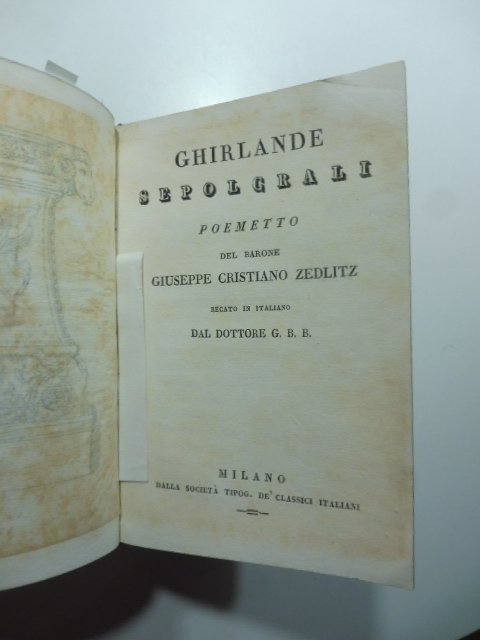 GHIRLANDE
SEPOLCRALI
POEMETTO
DEL BARONE
GIUSEPPE CRISTIANO ZEDLITZ
RECATO IN ITALIANO
DAL DOTTORE G. B. B.
MILANO
DALLA SOCIETÀ TIPOG. DE' CLASSICI ITALIANI